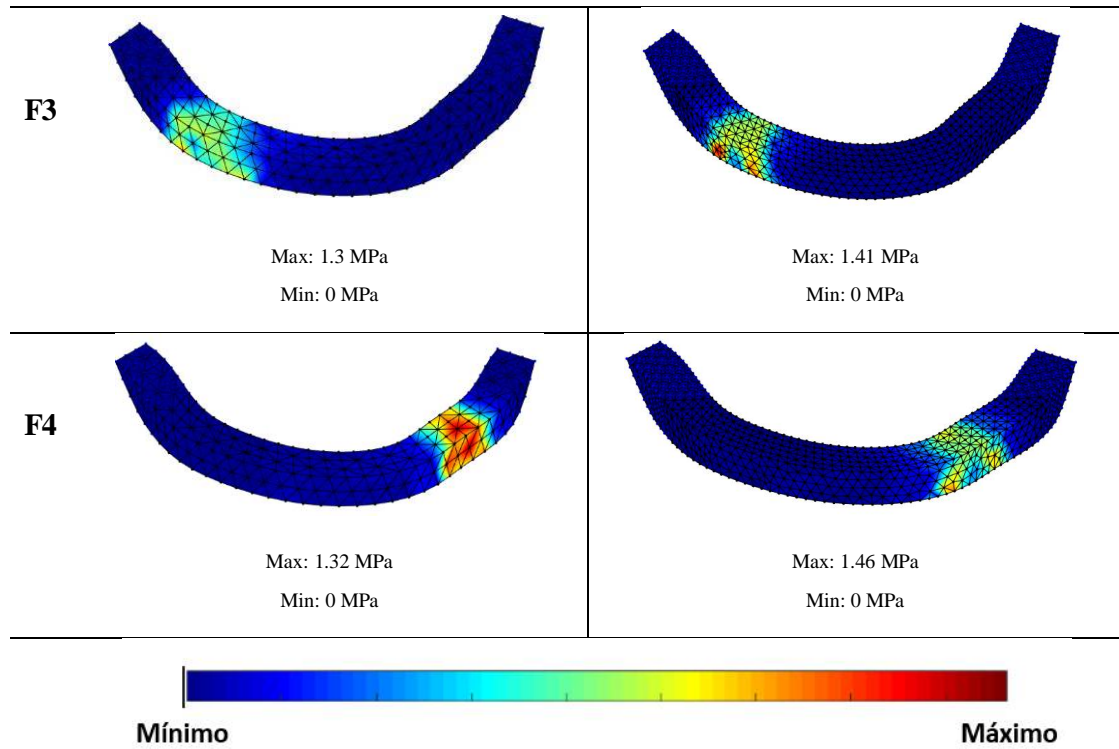 F3
Max: 1.3 MPa
Min: 0 MPa
Max: 1.41 MPa
Min: 0 MPa
F4
Max: 1.32 MPa
Min: 0 MPa
Max: 1.46 MPa
Min: 0 MPa
Mínimo
Máximo